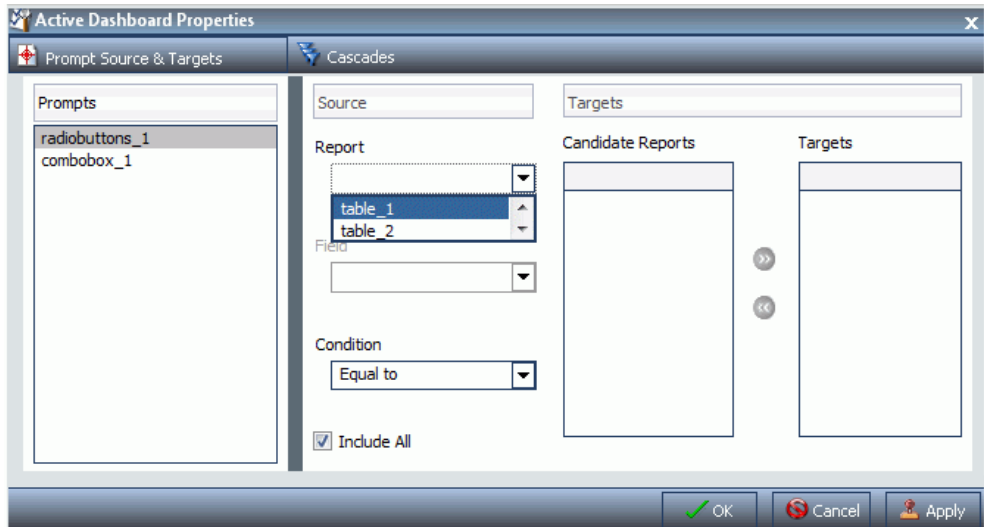 Active Dashboard Properties
x
Prompt Source & Targets
Cascades
Prompts
radiobuttons_1
combobox_1
Source
Report
table_1
table_2
Field
Condition
Equal to
Include All
Targets
Candidate Reports
Targets
OK
Cancel
Apply